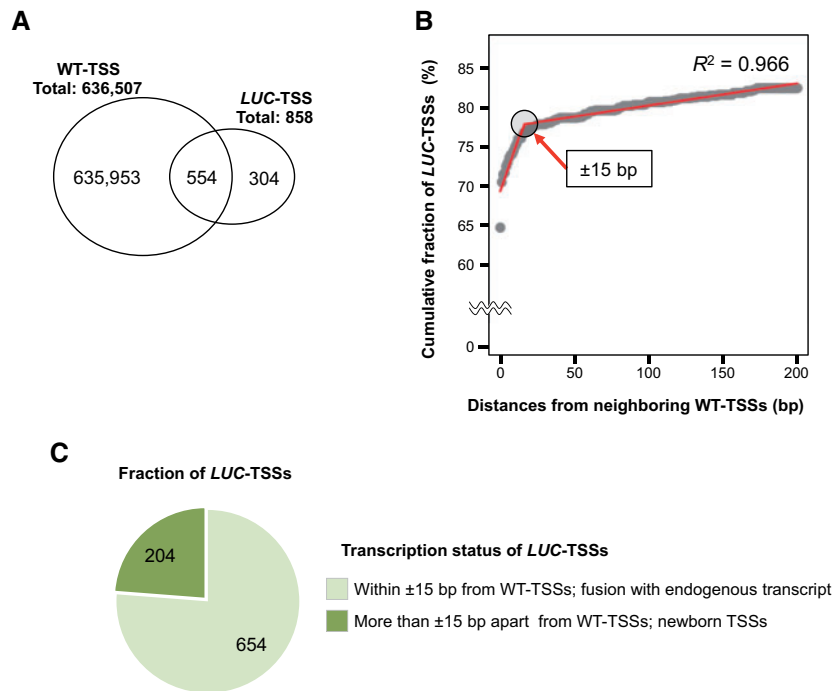 A
WT-TSS
Total: 636,507
LUC-TSS
Total: 858
635,953
554
304
B
Cumulative fraction of LUC-TSSs (%)
85
80
75
70
65
60
0
R² = 0.966
±15 bp
0
50
100
150
200
Distances from neighboring WT-TSSs (bp)
C
Fraction of LUC-TSSs
204
654
Transcription status of LUC-TSSs
Within ±15 bp from WT-TSSs; fusion with endogenous transcript
More than ±15 bp apart from WT-TSSs; newborn TSSs